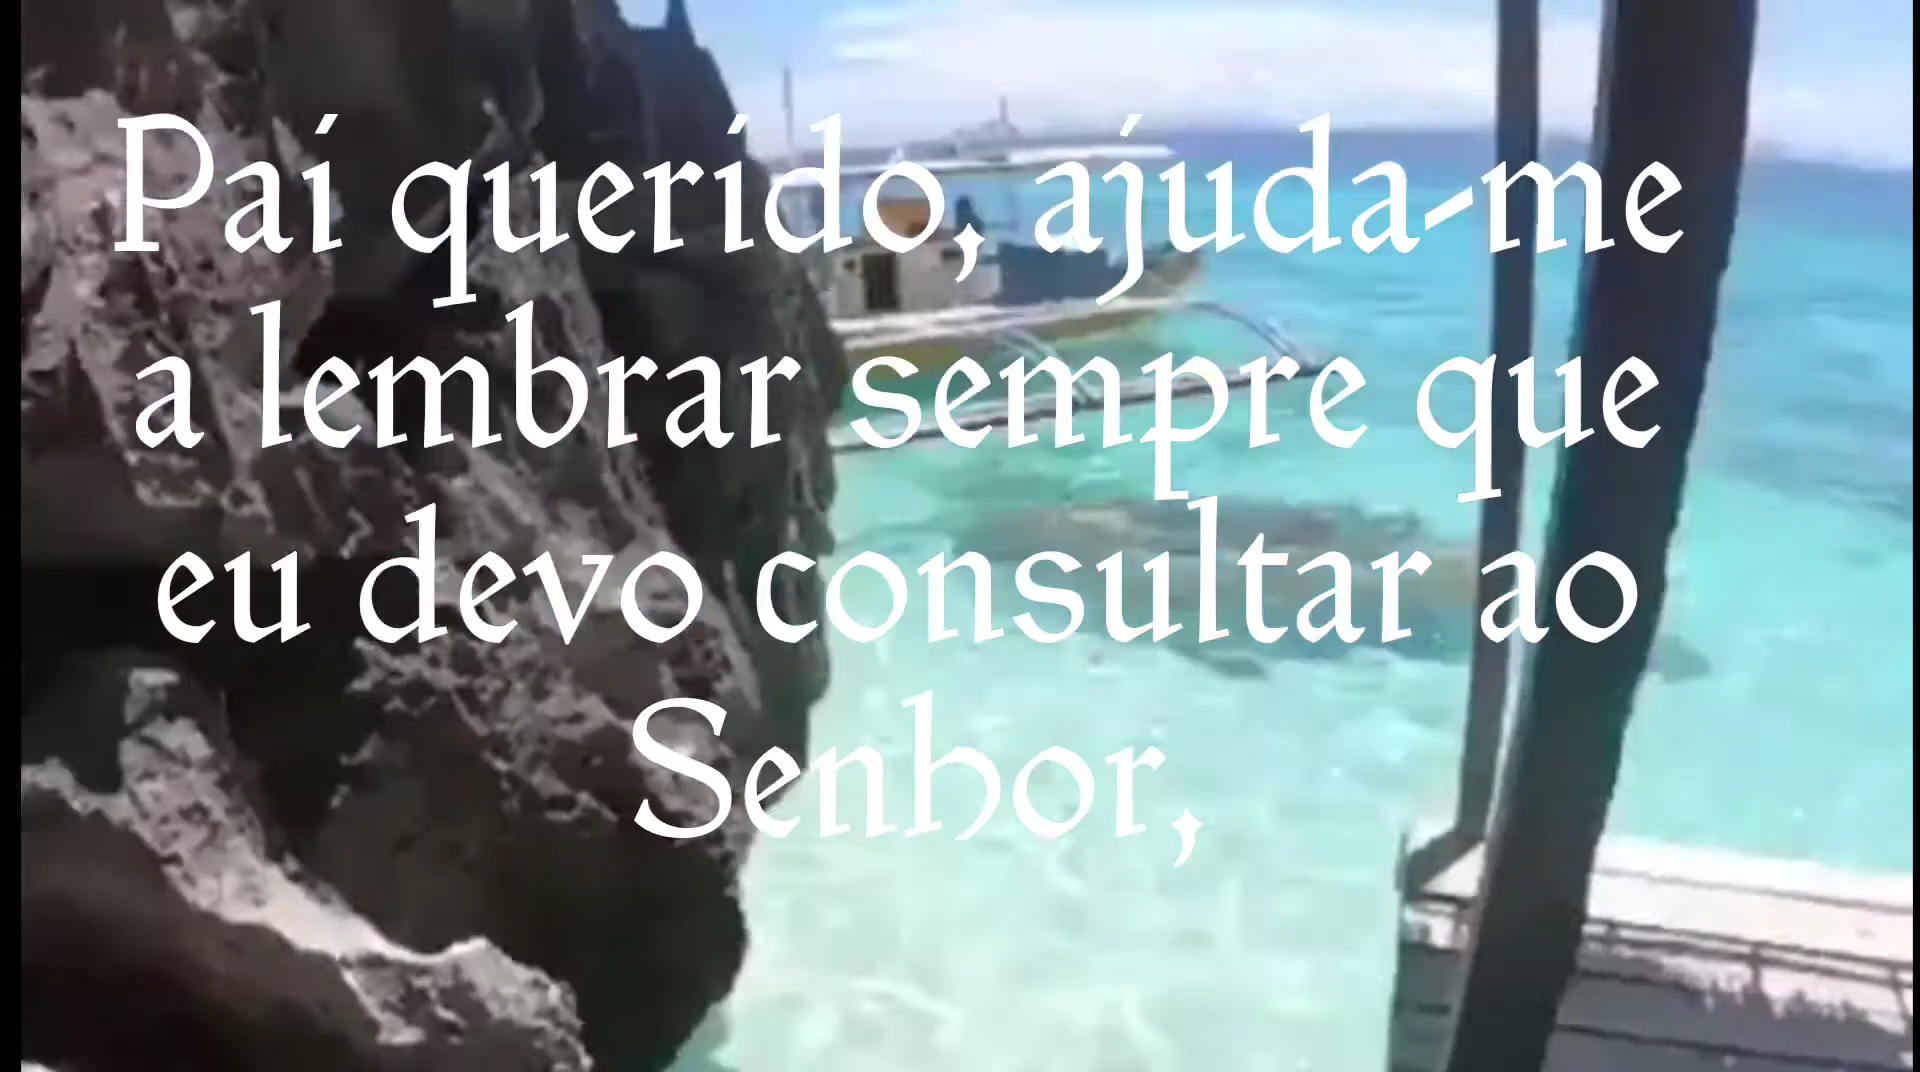 Pai querido, ajuda-me
a lembrar sempre que
eu devo consultar ao
Senhor,